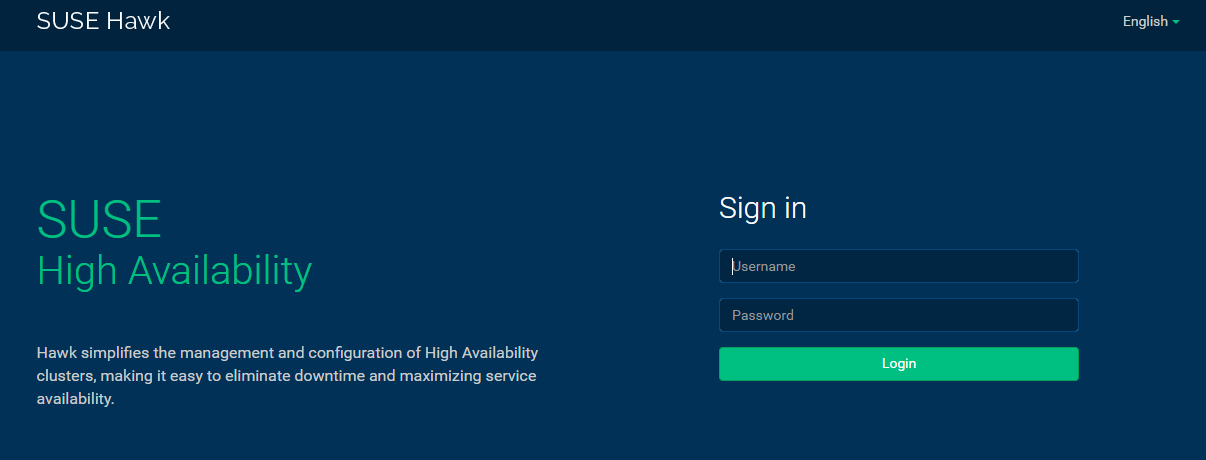 SUSE Hawk
English
SUSE
High Availability
Hawk simplifies the management and configuration of High Availability
clusters, making it easy to eliminate downtime and maximizing service
availability.
Sign in
Username
Password
Login